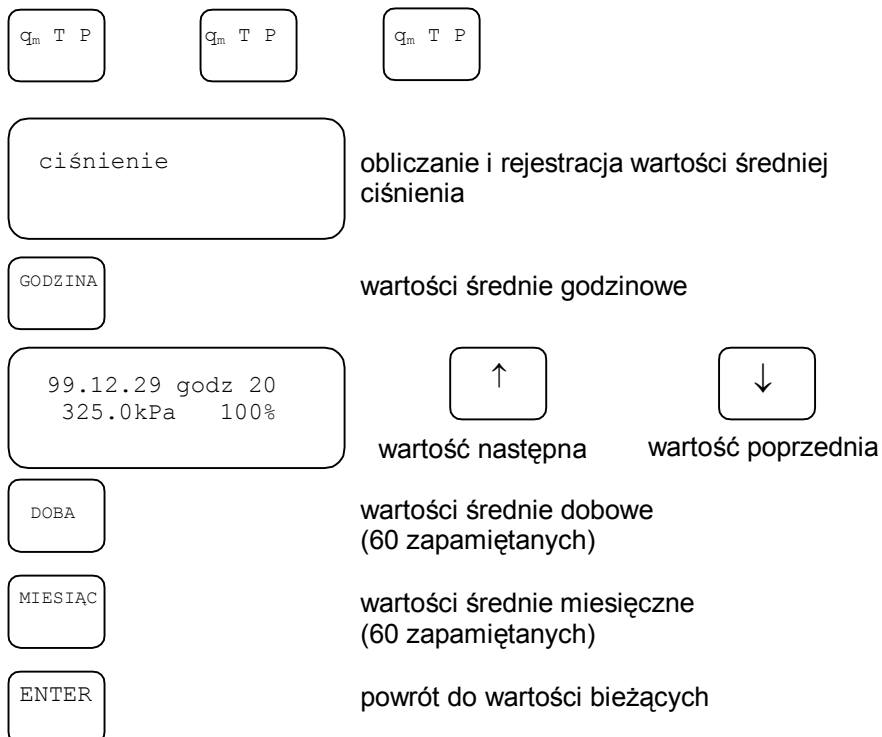 qm T P qm T P qm T P
ciśnienie
obliczanie i rejestracja wartości średniej
ciśnienia
GODZINA
wartości średnie godzinowe
99.12.29 godz 20
325.0kPa 100%
↑ ↓
wartość następna wartość poprzednia
DOBA
wartości średnie dobowe
(60 zapamiętanych)
MIESIĄC
wartości średnie miesięczne
(60 zapamiętanych)
ENTER
powrót do wartości bieżących